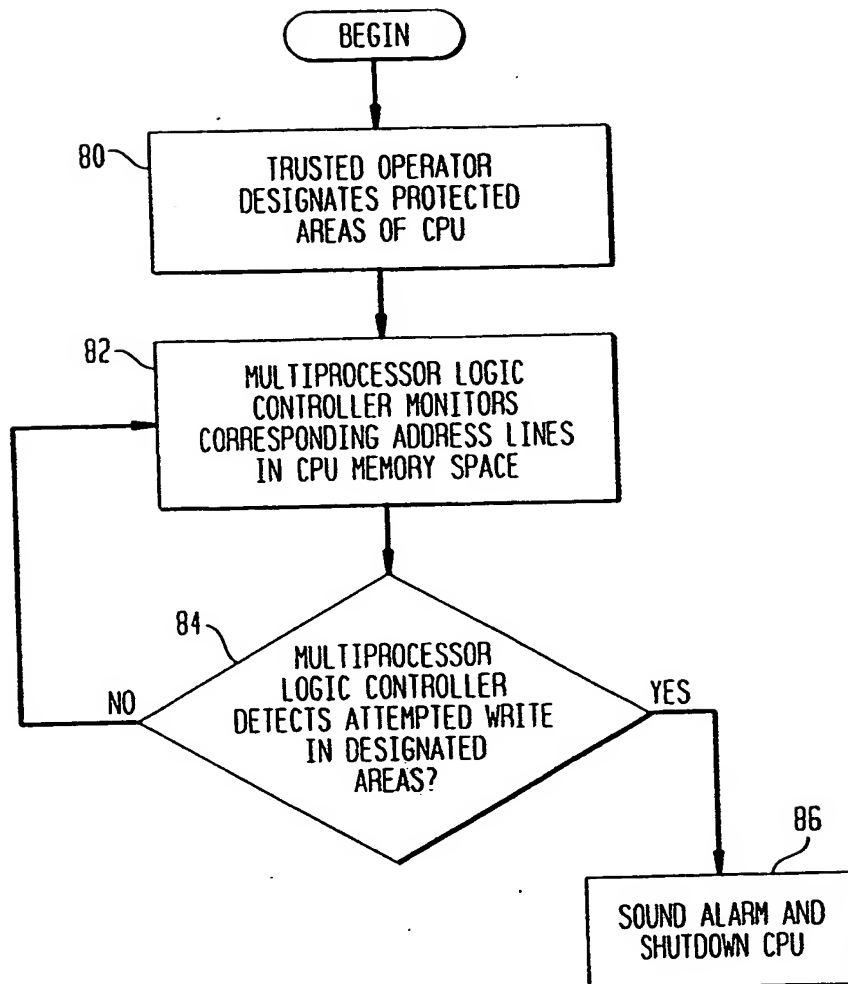 BEGIN
80
TRUSTED OPERATOR
DESIGNATES PROTECTED
AREAS OF CPU
82
MULTIPROCESSOR LOGIC
CONTROLLER MONITORS
CORRESPONDING ADDRESS LINES
IN CPU MEMORY SPACE
84
MULTIPROCESSOR
LOGIC CONTROLLER
DETECTS ATTEMPTED WRITE
IN DESIGNATED
AREAS?
NO
YES
86
SOUND ALARM AND
SHUTDOWN CPU